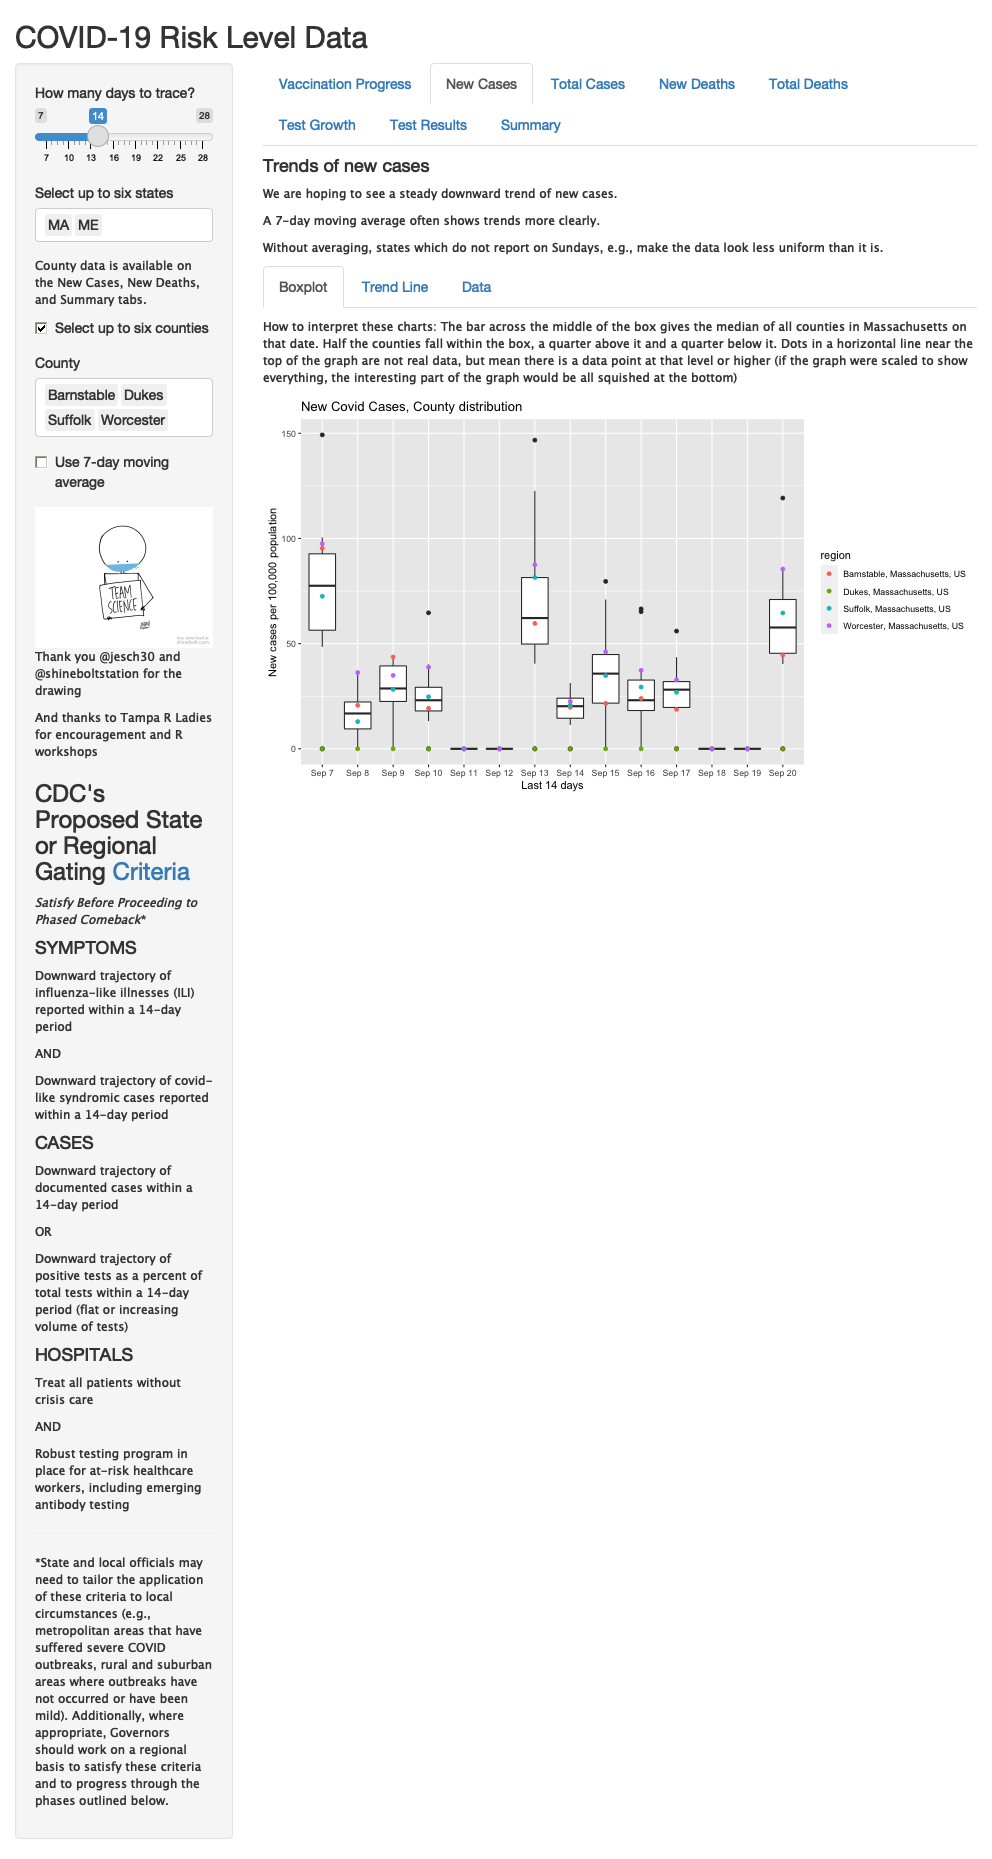 COVID-19 Risk Level Data
How many days to trace?
7
14
28
7 10 13 16 19 22 25 28
Select up to six states
MA ME
County data is available on
the New Cases, New Deaths,
and Summary tabs.
Select up to six counties
County
Barnstable Dukes
Suffolk Worcester
Use 7-day moving
average
TEAM
SCIENCE
Thank you @jesch30 and
@shineboltstation for the
drawing
And thanks to Tampa R Ladies
for encouragement and R
workshops
CDC's
Proposed State
or Regional
Gating Criteria
Satisfy Before Proceeding to
Phased Comeback*
SYMPTOMS
Downward trajectory of
influenza-like illnesses (ILI)
reported within a 14-day
period
AND
Downward trajectory of covid-
like syndromic cases reported
within a 14-day period
CASES
Downward trajectory of
documented cases within a
14-day period
OR
Downward trajectory of
positive tests as a percent of
total tests within a 14-day
period (flat or increasing
volume of tests)
HOSPITALS
Treat all patients without
crisis care
AND
Robust testing program in
place for at-risk healthcare
workers, including emerging
antibody testing
*State and local officials may
need to tailor the application
of these criteria to local
circumstances (e.g.,
metropolitan areas that have
suffered severe COVID
outbreaks, rural and suburban
areas where outbreaks have
not occurred or have been
mild). Additionally, where
appropriate, Governors
should work on a regional
basis to satisfy these criteria
and to progress through the
phases outlined below.
Vaccination Progress New Cases Total Cases New Deaths Total Deaths
Test Growth Test Results Summary
Trends of new cases
We are hoping to see a steady downward trend of new cases.
A 7-day moving average often shows trends more clearly.
Without averaging, states which do not report on Sundays, e.g., make the data look less uniform than it is.
Boxplot Trend Line Data
How to interpret these charts: The bar across the middle of the box gives the median of all counties in Massachusetts on
that date. Half the counties fall within the box, a quarter above it and a quarter below it. Dots in a horizontal line near the
top of the graph are not real data, but mean there is a data point at that level or higher (if the graph were scaled to show
everything, the interesting part of the graph would be all squished at the bottom)
New Covid Cases, County distribution
New cases per 100,000 population
150
100
50
0
Sep 7 Sep 8 Sep 9 Sep 10 Sep 11 Sep 12 Sep 13 Sep 14 Sep 15 Sep 16 Sep 17 Sep 18 Sep 19 Sep 20
Last 14 days
region
Barnstable, Massachusetts, US
Dukes, Massachusetts, US
Suffolk, Massachusetts, US
Worcester, Massachusetts, US